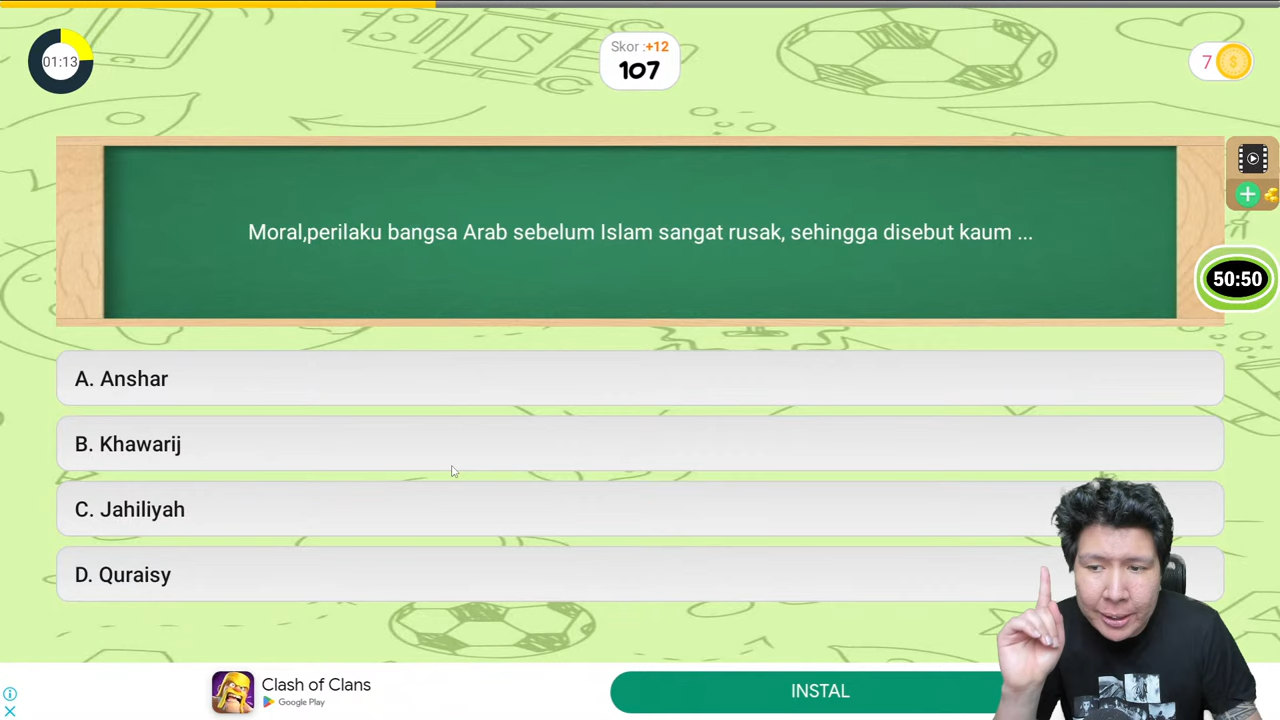 01:13
Skor :+12
107
7
Moral,perilaku bangsa Arab sebelum Islam sangat rusak, sehingga disebut kaum ...
50:50
A. Anshar
B. Khawarij
C. Jahiliyah
D. Quraisy
Clash of Clans
Google Play
INSTAL